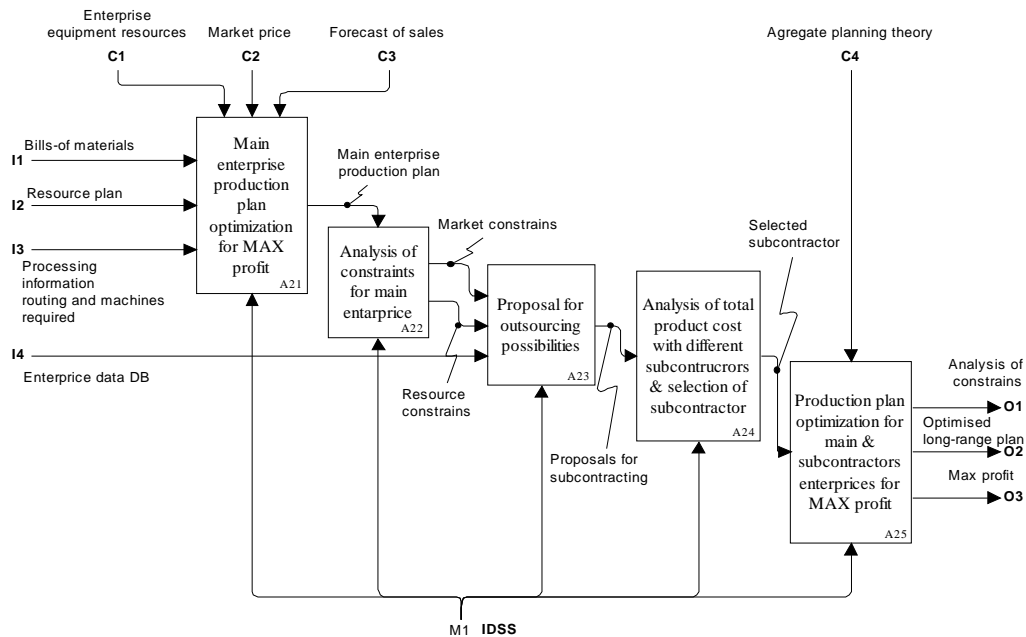 Enterprise
equipment resources
C1
Market price
C2
Forecast of sales
C3
Agregate planning theory
C4
I1
Bills-of materials
I2
Resource plan
I3
Processing
information
routing and machines
required
I4
Enterprice data DB
Main
enterprise
production
plan
optimization
for MAX
profit
A21
Main enterprise
production plan
Analysis of
constraints
for main
entarprice
A22
Market constrains
Resource
constrains
Proposal for
outsourcing
possibilities
A23
Proposals for
subcontracting
Analysis of total
product cost
with different
subcontrucrors
& selection of
subcontractor
A24
Selected
subcontractor
Production plan
optimization for
main &
subcontractors
enterprices for
MAX profit
A25
Analysis of
constrains
O1
Optimised
long-range plan
O2
Max profit
O3
M1 IDSS